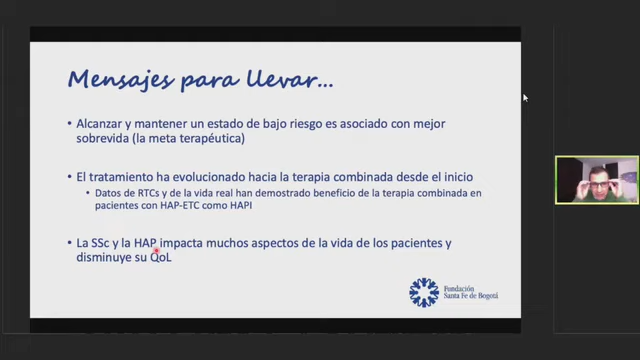 Mensajes para llevar...
• Alcanzar y mantener un estado de bajo riesgo es asociado con mejor
sobrevida (la meta terapéutica)
• El tratamiento ha evolucionado hacia la terapia combinada desde el inicio
• Datos de RTCs y de la vida real han demostrado beneficio de la terapia combinada en
pacientes con HAP-ETC como HAPI
• La SSc y la HAP impacta muchos aspectos de la vida de los pacientes y
disminuye su QoL
Fundación
Santa Fe de Bogotá